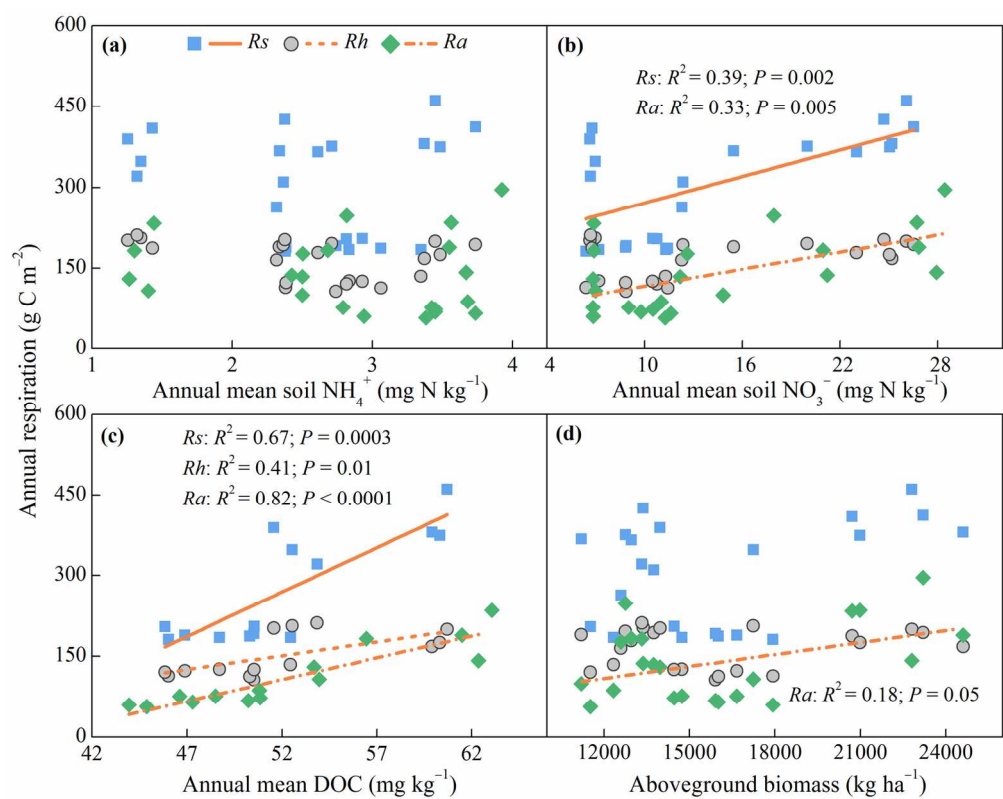 600
450
300
150
0
(a)
Rs Rh Ra
(b)
Rs: R² = 0.39; P = 0.002
Ra: R² = 0.33; P = 0.005
1 2 3 4
4 10 16 22 28
Annual mean soil NH₄⁺ (mg N kg⁻¹)
Annual mean soil NO₃⁻ (mg N kg⁻¹)
Annual respiration (g C m⁻²)
600
450
300
150
0
(c)
Rs: R² = 0.67; P = 0.0003
Rh: R² = 0.41; P = 0.01
Ra: R² = 0.82; P < 0.0001
(d)
Ra: R² = 0.18; P = 0.05
42 47 52 57 62
12000 15000 18000 21000 24000
Annual mean DOC (mg kg⁻¹)
Aboveground biomass (kg ha⁻¹)